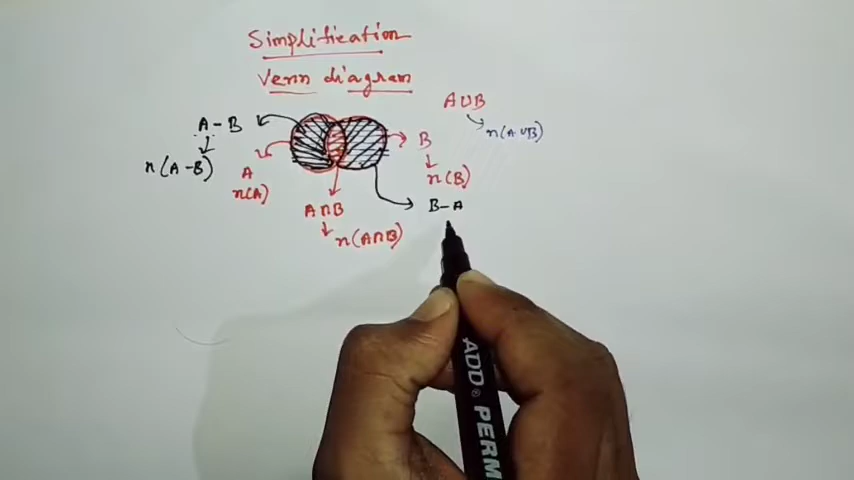 Simplification
Venn diagram
A∪B
n(A∪B)
A - B
n(A-B)
A
n(A)
B
n(B)
A∩B
n(A∩B)
B-A
ADD PERM